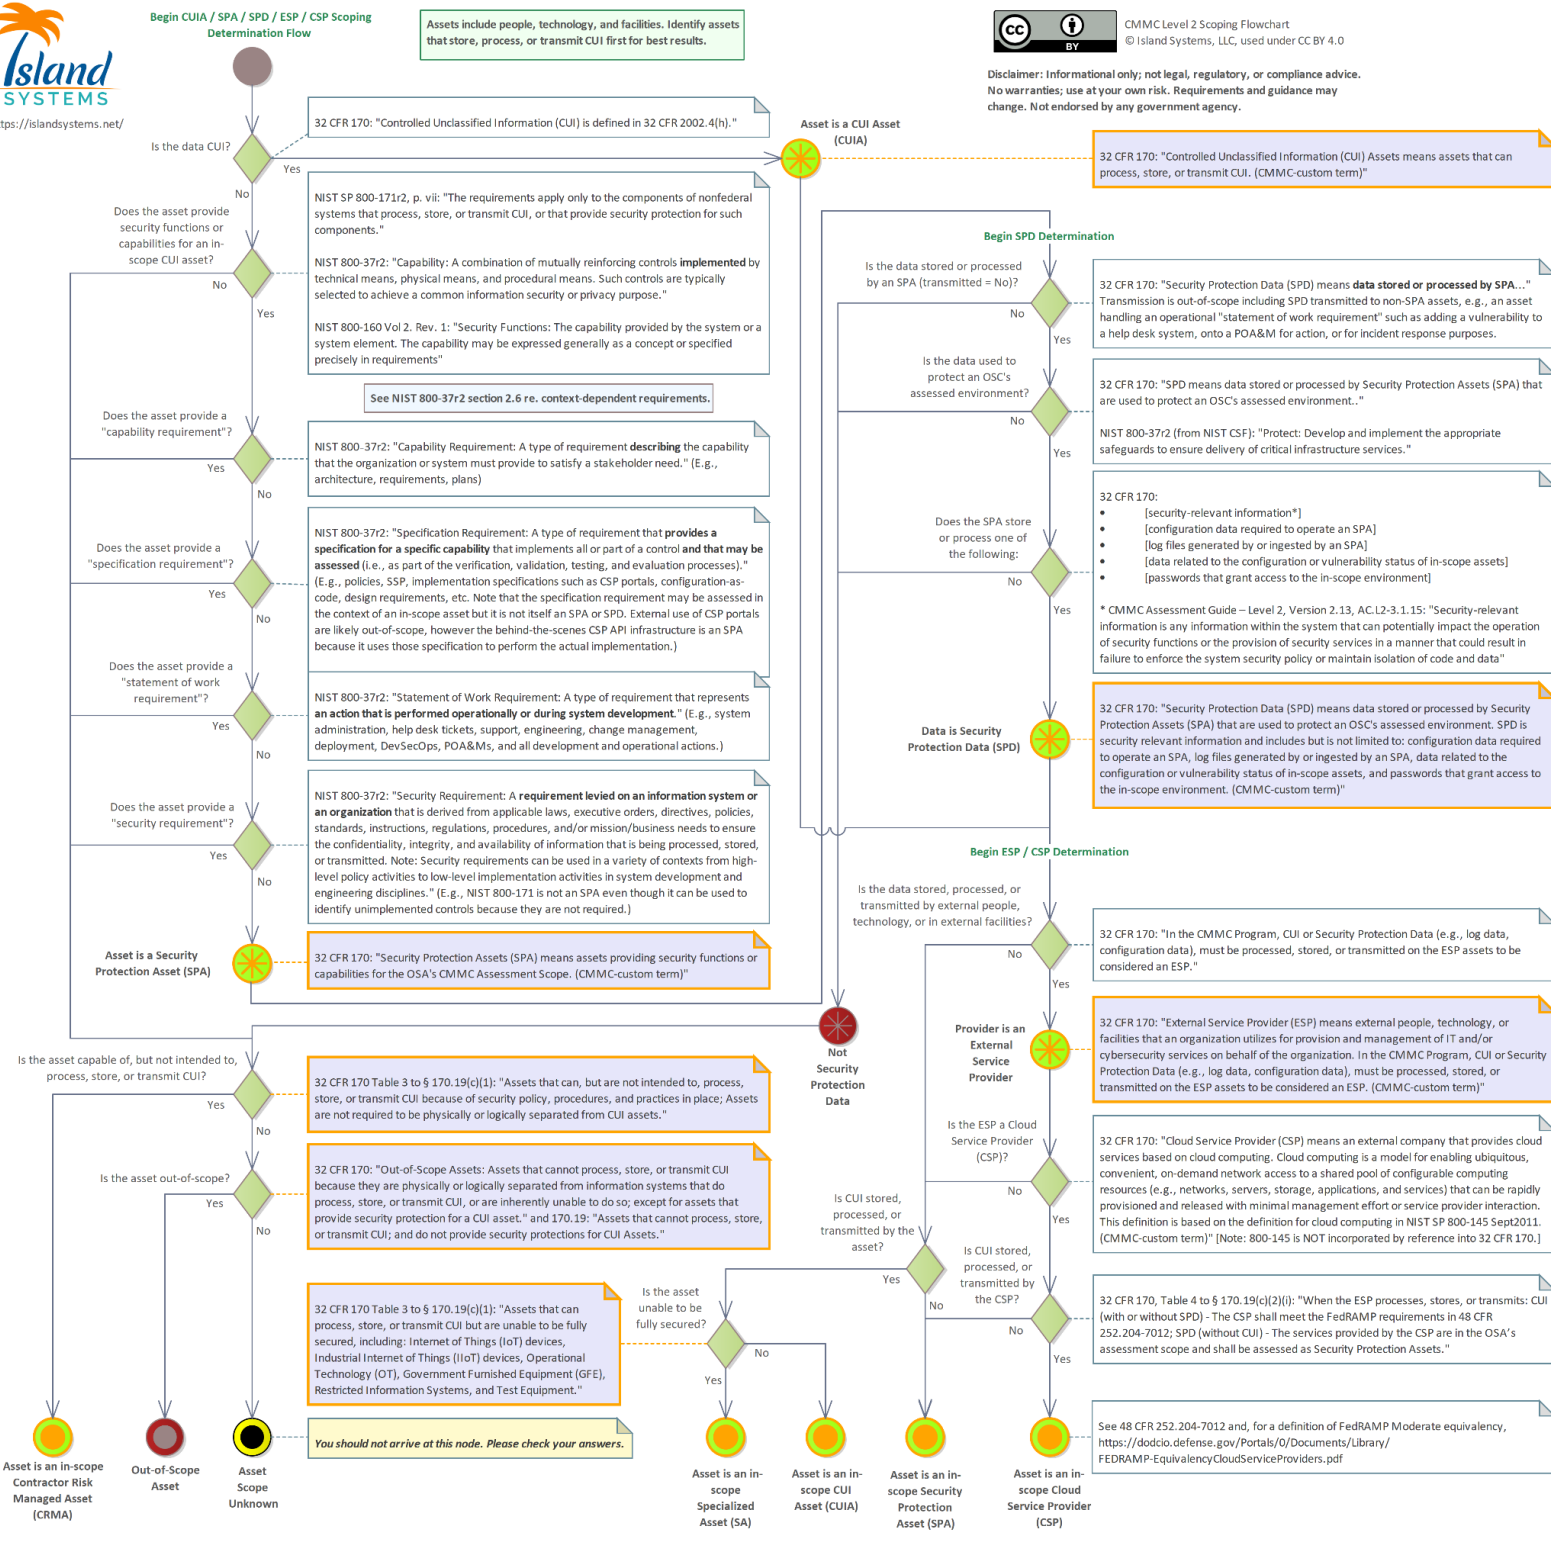 Island
SYSTEMS
ttps://islandsystems.net/
Begin CUIA / SPA / SPD / ESP / CSP Scoping
Determination Flow
Assets include people, technology, and facilities. Identify assets
that store, process, or transmit CUI first for best results.
cc
BY
CMMC Level 2 Scoping Flowchart
© Island Systems, LLC, used under CC BY 4.0
Disclaimer: Informational only; not legal, regulatory, or compliance advice.
No warranties; use at your own risk. Requirements and guidance may
change. Not endorsed by any government agency.
Is the data CUI?
Yes
No
32 CFR 170: "Controlled Unclassified Information (CUI) is defined in 32 CFR 2002.4(h)."
Asset is a CUI Asset
(CUIA)
32 CFR 170: "Controlled Unclassified Information (CUI) Assets means assets that can
process, store, or transmit CUI. (CMMC-custom term)"
Does the asset provide
security functions or
capabilities for an in-
scope CUI asset?
No
Yes
NIST SP 800-171r2, p. vii: "The requirements apply only to the components of nonfederal
systems that process, store, or transmit CUI, or that provide security protection for such
components."
NIST 800-37r2: "Capability: A combination of mutually reinforcing controls implemented by
technical means, physical means, and procedural means. Such controls are typically
selected to achieve a common information security or privacy purpose."
NIST 800-160 Vol 2. Rev. 1: "Security Functions: The capability provided by the system or a
system element. The capability may be expressed generally as a concept or specified
precisely in requirements"
See NIST 800-37r2 section 2.6 re. context-dependent requirements.
Does the asset provide a
"capability requirement"?
Yes
No
NIST 800-37r2: "Capability Requirement: A type of requirement describing the capability
that the organization or system must provide to satisfy a stakeholder need." (E.g.,
architecture, requirements, plans)
Does the asset provide a
"specification requirement"?
Yes
No
NIST 800-37r2: "Specification Requirement: A type of requirement that provides a
specification for a specific capability that implements all or part of a control and that may be
assessed (i.e., as part of the verification, validation, testing, and evaluation processes)."
(E.g., policies, SSP, implementation specifications such as CSP portals, configuration-as-
code, design requirements, etc. Note that the specification requirement may be assessed in
the context of an in-scope asset but it is not itself an SPA or SPD. External use of CSP portals
are likely out-of-scope, however the behind-the-scenes CSP API infrastructure is an SPA
because it uses those specification to perform the actual implementation.)
Does the asset provide a
"statement of work
requirement"?
Yes
No
NIST 800-37r2: "Statement of Work Requirement: A type of requirement that represents
an action that is performed operationally or during system development." (E.g., system
administration, help desk tickets, support, engineering, change management,
deployment, DevSecOps, POA&Ms, and all development and operational actions.)
Does the asset provide a
"security requirement"?
Yes
No
NIST 800-37r2: "Security Requirement: A requirement levied on an information system or
an organization that is derived from applicable laws, executive orders, directives, policies,
standards, instructions, regulations, procedures, and/or mission/business needs to ensure
the confidentiality, integrity, and availability of information that is being processed, stored,
or transmitted. Note: Security requirements can be used in a variety of contexts from high-
level policy activities to low-level implementation activities in system development and
engineering disciplines." (E.g., NIST 800-171 is not an SPA even though it can be used to
identify unimplemented controls because they are not required.)
Asset is a Security
Protection Asset (SPA)
32 CFR 170: "Security Protection Assets (SPA) means assets providing security functions or
capabilities for the OSA's CMMC Assessment Scope. (CMMC-custom term)"
Begin SPD Determination
Is the data stored or processed
by an SPA (transmitted = No)?
No
Yes
32 CFR 170: "Security Protection Data (SPD) means data stored or processed by SPA..."
Transmission is out-of-scope including SPD transmitted to non-SPA assets, e.g., an asset
handling an operational "statement of work requirement" such as adding a vulnerability to
a help desk system, onto a POA&M for action, or for incident response purposes.
Is the data used to
protect an OSC's
assessed environment?
No
Yes
32 CFR 170: "SPD means data stored or processed by Security Protection Assets (SPA) that
are used to protect an OSC's assessed environment.."
NIST 800-37r2 (from NIST CSF): "Protect: Develop and implement the appropriate
safeguards to ensure delivery of critical infrastructure services."
Does the SPA store
or process one of
the following:
No
Yes
32 CFR 170:
• [security-relevant information*]
• [configuration data required to operate an SPA]
• [log files generated by or ingested by an SPA]
• [data related to the configuration or vulnerability status of in-scope assets]
• [passwords that grant access to the in-scope environment]
* CMMC Assessment Guide – Level 2, Version 2.13, AC.L2-3.1.15: "Security-relevant
information is any information within the system that can potentially impact the operation
of security functions or the provision of security services in a manner that could result in
failure to enforce the system security policy or maintain isolation of code and data"
Data is Security
Protection Data (SPD)
32 CFR 170: "Security Protection Data (SPD) means data stored or processed by Security
Protection Assets (SPA) that are used to protect an OSC's assessed environment. SPD is
security relevant information and includes but is not limited to: configuration data required
to operate an SPA, log files generated by or ingested by an SPA, data related to the
configuration or vulnerability status of in-scope assets, and passwords that grant access to
the in-scope environment. (CMMC-custom term)"
Begin ESP / CSP Determination
Is the data stored, processed, or
transmitted by external people,
technology, or in external facilities?
No
Yes
32 CFR 170: "In the CMMC Program, CUI or Security Protection Data (e.g., log data,
configuration data), must be processed, stored, or transmitted on the ESP assets to be
considered an ESP."
Provider is an
External
Service
Provider
32 CFR 170: "External Service Provider (ESP) means external people, technology, or
facilities that an organization utilizes for provision and management of IT and/or
cybersecurity services on behalf of the organization. In the CMMC Program, CUI or Security
Protection Data (e.g., log data, configuration data), must be processed, stored, or
transmitted on the ESP assets to be considered an ESP. (CMMC-custom term)"
Not
Security
Protection
Data
Is the ESP a Cloud
Service Provider
(CSP)?
No
Yes
32 CFR 170: "Cloud Service Provider (CSP) means an external company that provides cloud
services based on cloud computing. Cloud computing is a model for enabling ubiquitous,
convenient, on-demand network access to a shared pool of configurable computing
resources (e.g., networks, servers, storage, applications, and services) that can be rapidly
provisioned and released with minimal management effort or service provider interaction.
This definition is based on the definition for cloud computing in NIST SP 800-145 Sept2011.
(CMMC-custom term)" [Note: 800-145 is NOT incorporated by reference into 32 CFR 170.]
Is CUI stored,
processed, or
transmitted by the
asset?
Yes
No
Is CUI stored,
processed, or
transmitted by
the CSP?
No
Yes
32 CFR 170, Table 4 to § 170.19(c)(2)(i): "When the ESP processes, stores, or transmits: CUI
(with or without SPD) - The CSP shall meet the FedRAMP requirements in 48 CFR
252.204-7012; SPD (without CUI) - The services provided by the CSP are in the OSA's
assessment scope and shall be assessed as Security Protection Assets."
Is the asset capable of, but not intended to,
process, store, or transmit CUI?
Yes
No
32 CFR 170 Table 3 to § 170.19(c)(1): "Assets that can, but are not intended to, process,
store, or transmit CUI because of security policy, procedures, and practices in place; Assets
are not required to be physically or logically separated from CUI assets."
Is the asset out-of-scope?
Yes
No
32 CFR 170: "Out-of-Scope Assets: Assets that cannot process, store, or transmit CUI
because they are physically or logically separated from information systems that do
process, store, or transmit CUI, or are inherently unable to do so; except for assets that
provide security protection for a CUI asset." and 170.19: "Assets that cannot process, store,
or transmit CUI; and do not provide security protections for CUI Assets."
32 CFR 170 Table 3 to § 170.19(c)(1): "Assets that can
process, store, or transmit CUI but are unable to be fully
secured, including: Internet of Things (IoT) devices,
Industrial Internet of Things (IIoT) devices, Operational
Technology (OT), Government Furnished Equipment (GFE),
Restricted Information Systems, and Test Equipment."
Is the asset
unable to be
fully secured?
No
Yes
You should not arrive at this node. Please check your answers.
See 48 CFR 252.204-7012 and, for a definition of FedRAMP Moderate equivalency,
https://dodcio.defense.gov/Portals/0/Documents/Library/
FEDRAMP-EquivalencyCloudServiceProviders.pdf
Asset is an in-scope
Contractor Risk
Managed Asset
(CRMA)
Out-of-Scope
Asset
Asset
Scope
Unknown
Asset is an in-
scope
Specialized
Asset (SA)
Asset is an in-
scope CUI
Asset (CUIA)
Asset is an in-
scope Security
Protection
Asset (SPA)
Asset is an in-
scope Cloud
Service Provider
(CSP)